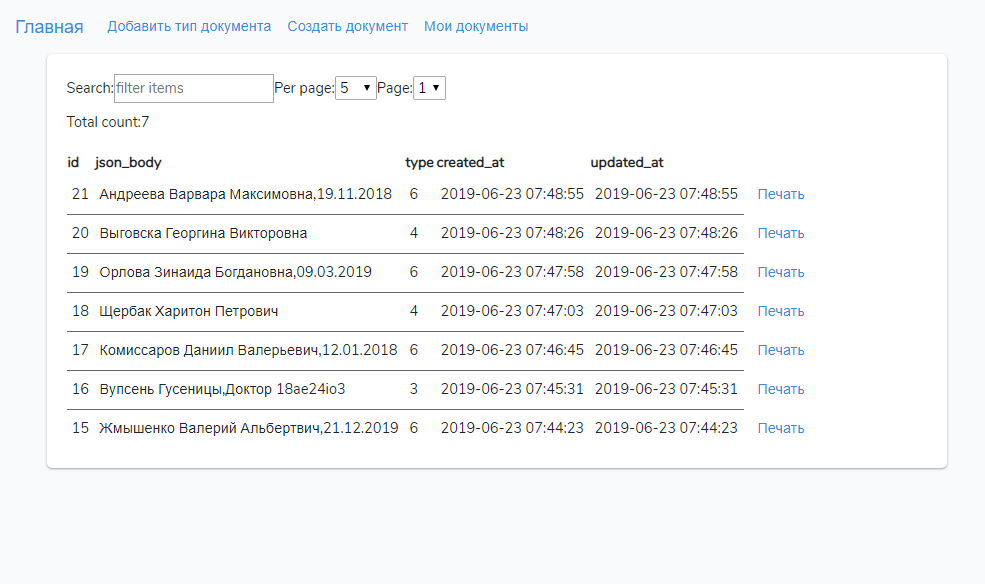 Главная Добавить тип документа Создать документ Мои документы
Search: filter items Per page: 5 Page: 1
Total count:7
id json_body type created_at updated_at
21 Андреева Варвара Максимовна,19.11.2018 6 2019-06-23 07:48:55 2019-06-23 07:48:55 Печать
20 Выговска Георгина Викторовна 4 2019-06-23 07:48:26 2019-06-23 07:48:26 Печать
19 Орлова Зинаида Богдановна,09.03.2019 6 2019-06-23 07:47:58 2019-06-23 07:47:58 Печать
18 Щербак Харитон Петрович 4 2019-06-23 07:47:03 2019-06-23 07:47:03 Печать
17 Комиссаров Даниил Валерьевич,12.01.2018 6 2019-06-23 07:46:45 2019-06-23 07:46:45 Печать
16 Вупсень Гусеницы,Доктор 18ae24io3 3 2019-06-23 07:45:31 2019-06-23 07:45:31 Печать
15 Жмышенко Валерий Альбертвич,21.12.2019 6 2019-06-23 07:44:23 2019-06-23 07:44:23 Печать